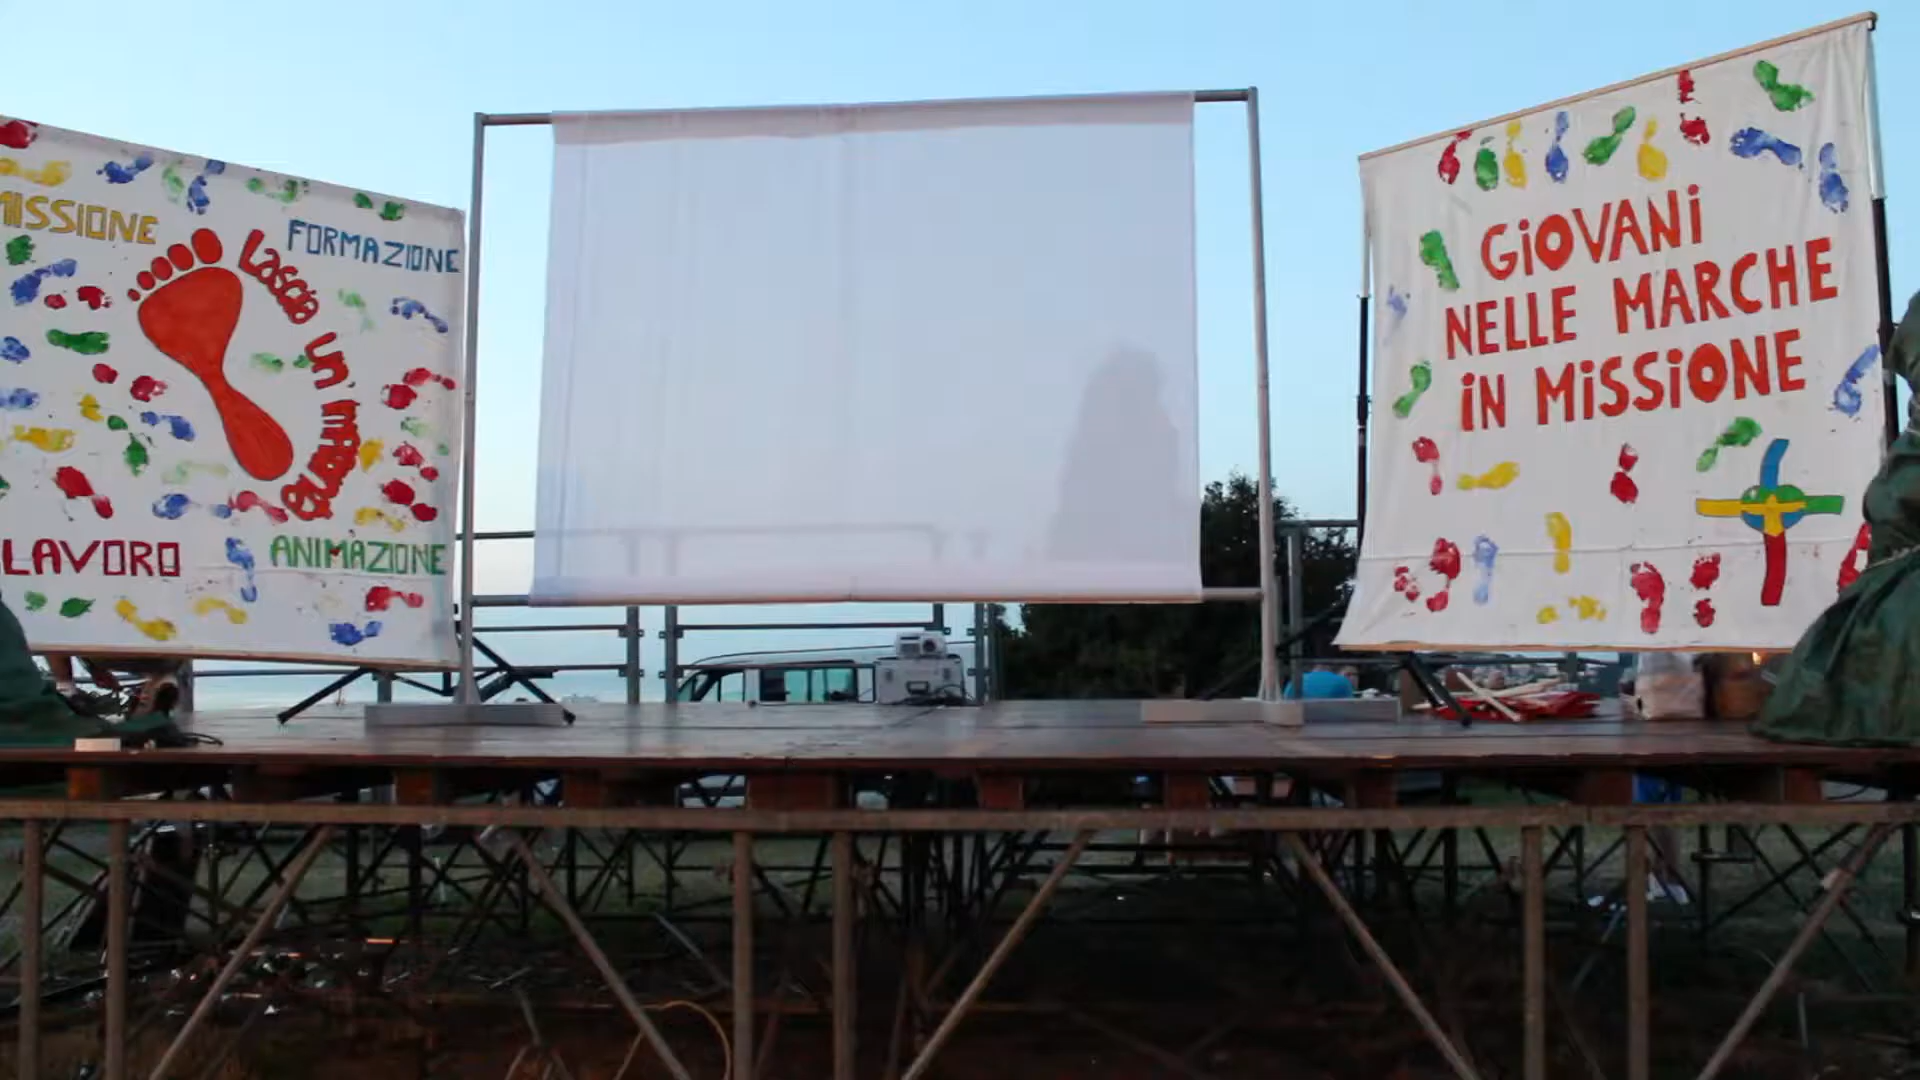 MISSIONE
FORMAZIONE
Lascia un'impronta
LAVORO
ANIMAZIONE
GiOVANi
NELLE MARCHE
iN MiSSiONE